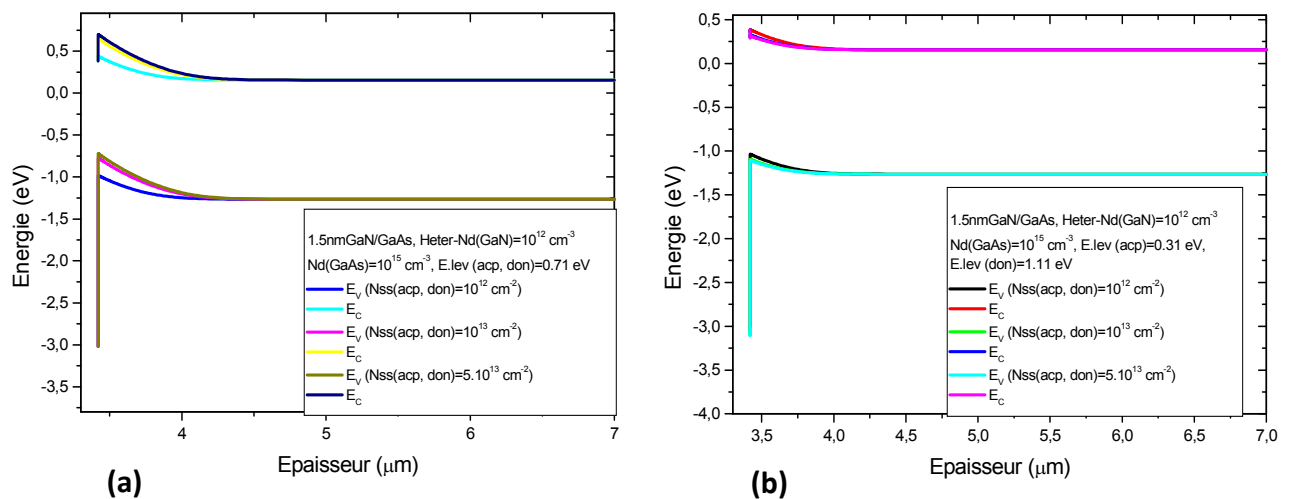 0,5
0,0
-0,5
-1,0
-1,5
-2,0
-2,5
-3,0
-3,5
Energie (eV)
4
5
6
7
Epaisseur (μm)
1.5nmGaN/GaAs, Heter-Nd(GaN)=10¹² cm⁻³
Nd(GaAs)=10¹⁵ cm⁻³, E.lev (acp, don)=0.71 eV
E_V (Nss(acp, don)=10¹² cm⁻²)
E_C
E_V (Nss(acp, don)=10¹³ cm⁻²)
E_C
E_V (Nss(acp, don)=5.10¹³ cm⁻²)
E_C
(a)
0,5
0,0
-0,5
-1,0
-1,5
-2,0
-2,5
-3,0
-3,5
-4,0
Energie (eV)
3,5
4,0
4,5
5,0
5,5
6,0
6,5
7,0
Epaisseur (μm)
1.5nmGaN/GaAs, Heter-Nd(GaN)=10¹² cm⁻³
Nd(GaAs)=10¹⁵ cm⁻³, E.lev (acp)=0.31 eV,
E.lev (don)=1.11 eV
E_V (Nss(acp, don)=10¹² cm⁻²)
E_C
E_V (Nss(acp, don)=10¹³ cm⁻²)
E_C
E_V (Nss(acp, don)=5.10¹³ cm⁻²)
E_C
(b)